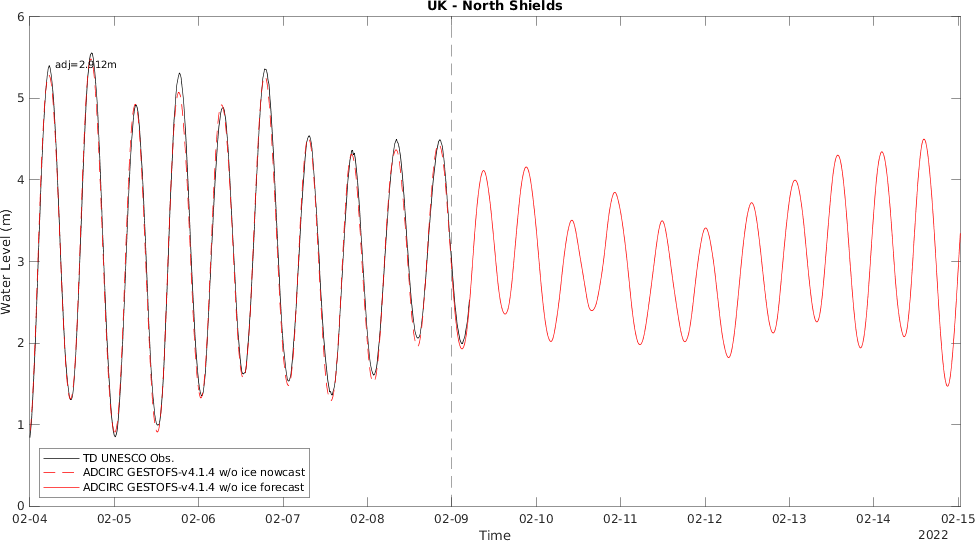 UK - North Shields
6
adj=2.912m
5
4
3
2
1
0
Water Level (m)
TD UNESCO Obs.
ADCIRC GESTOFS-v4.1.4 w/o ice nowcast
ADCIRC GESTOFS-v4.1.4 w/o ice forecast
02-04 02-05 02-06 02-07 02-08 02-09 02-10 02-11 02-12 02-13 02-14 02-15
Time
2022